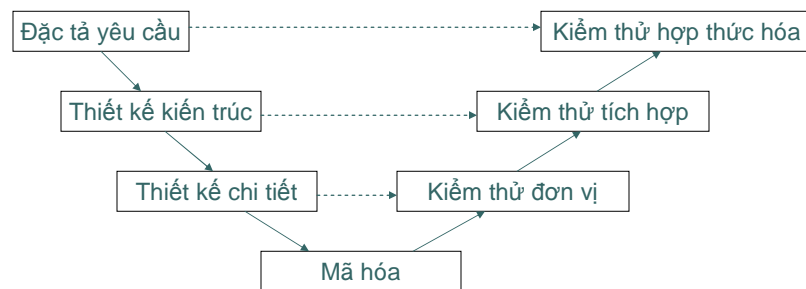 Đặc tả yêu cầu
Kiểm thử hợp thức hóa
Thiết kế kiến trúc
Kiểm thử tích hợp
Thiết kế chi tiết
Kiểm thử đơn vị
Mã hóa